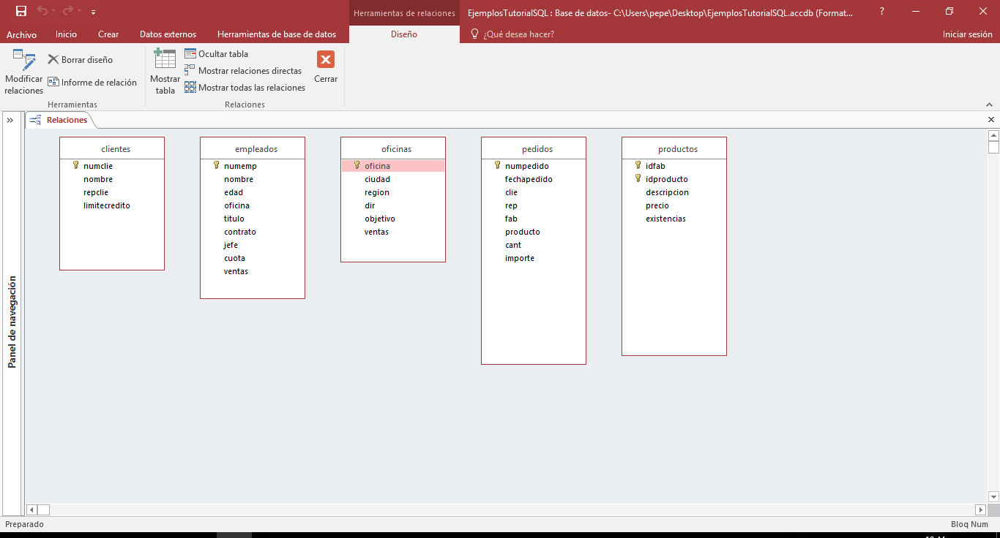 Herramientas de relaciones
EjemplosTutorialSQL : Base de datos- C:\Users\pepe\Desktop\EjemplosTutorialSQL.accdb (Format...
?
Archivo
Inicio
Crear
Datos externos
Herramientas de base de datos
Diseño
¿Qué desea hacer?
Iniciar sesión
Modificar
relaciones
Borrar diseño
Informe de relación
Herramientas
Mostrar
tabla
Ocultar tabla
Mostrar relaciones directas
Mostrar todas las relaciones
Relaciones
Cerrar
»
Relaciones
Panel de navegación
clientes
numclie
nombre
repclie
limitecredito
empleados
numemp
nombre
edad
oficina
titulo
contrato
jefe
cuota
ventas
oficinas
oficina
ciudad
region
dir
objetivo
ventas
pedidos
numpedido
fechapedido
clie
rep
fab
producto
cant
importe
productos
idfab
idproducto
descripcion
precio
existencias
Preparado
Bloq Num